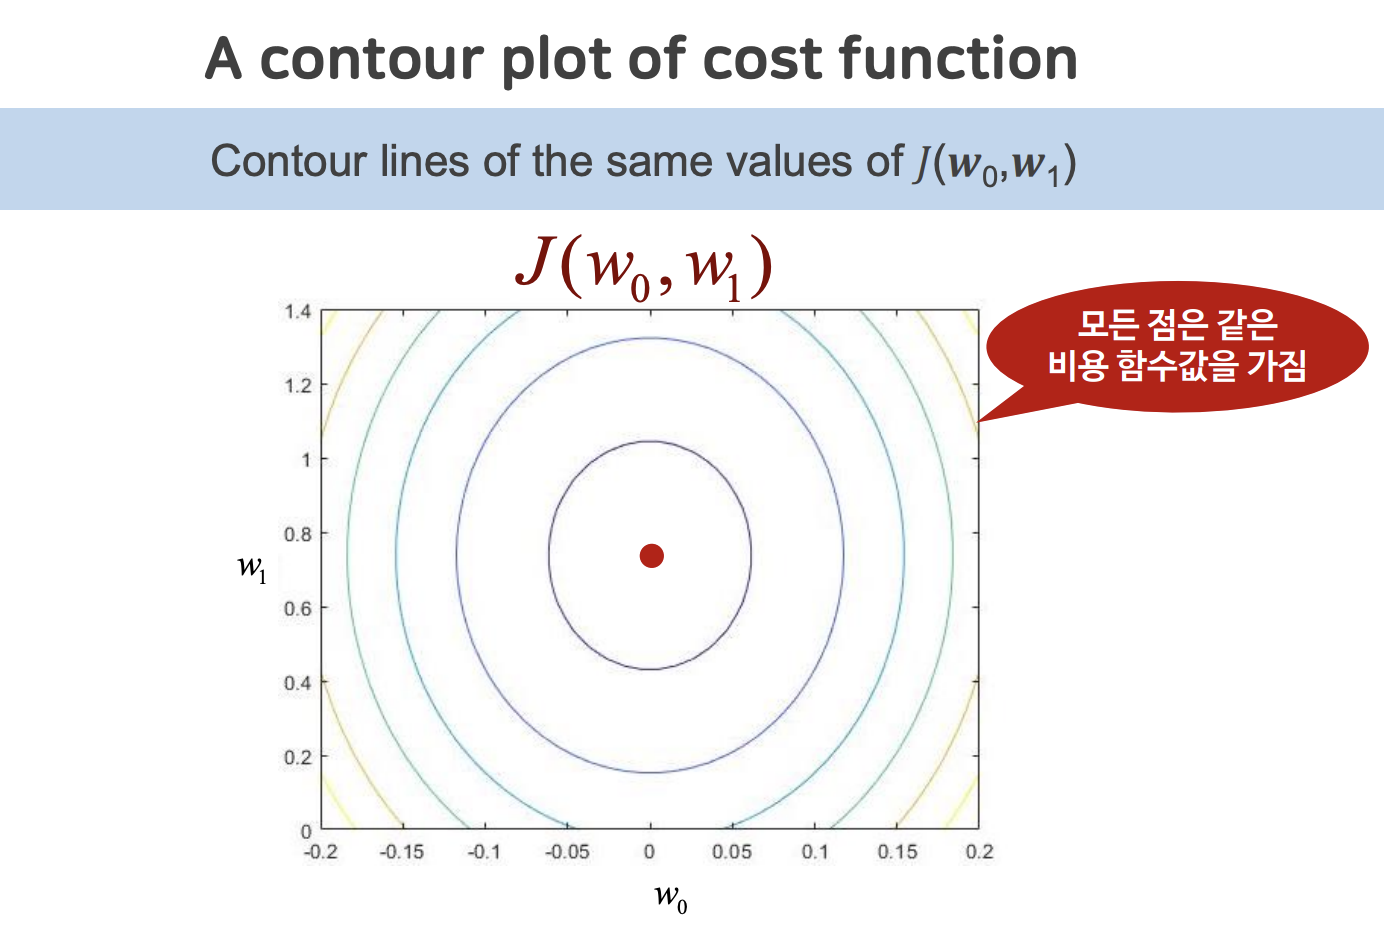 A contour plot of cost function
Contour lines of the same values of J(w₀,w₁)
J(w₀,w₁)
모든 점은 같은
비용 함수값을 가짐
1.4
1.2
1
0.8
w₁
0.6
0.4
0.2
0
-0.2 -0.15 -0.1 -0.05 0 0.05 0.1 0.15 0.2
w₀